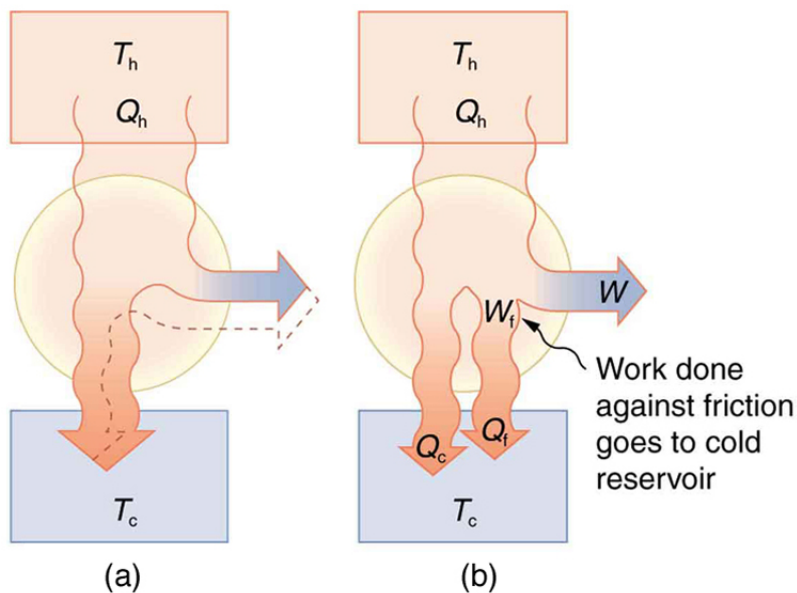 Th
Qh
Th
Qh
W
Wf
Work done
against friction
goes to cold
reservoir
Qc
Qf
Tc
Tc
(a)
(b)